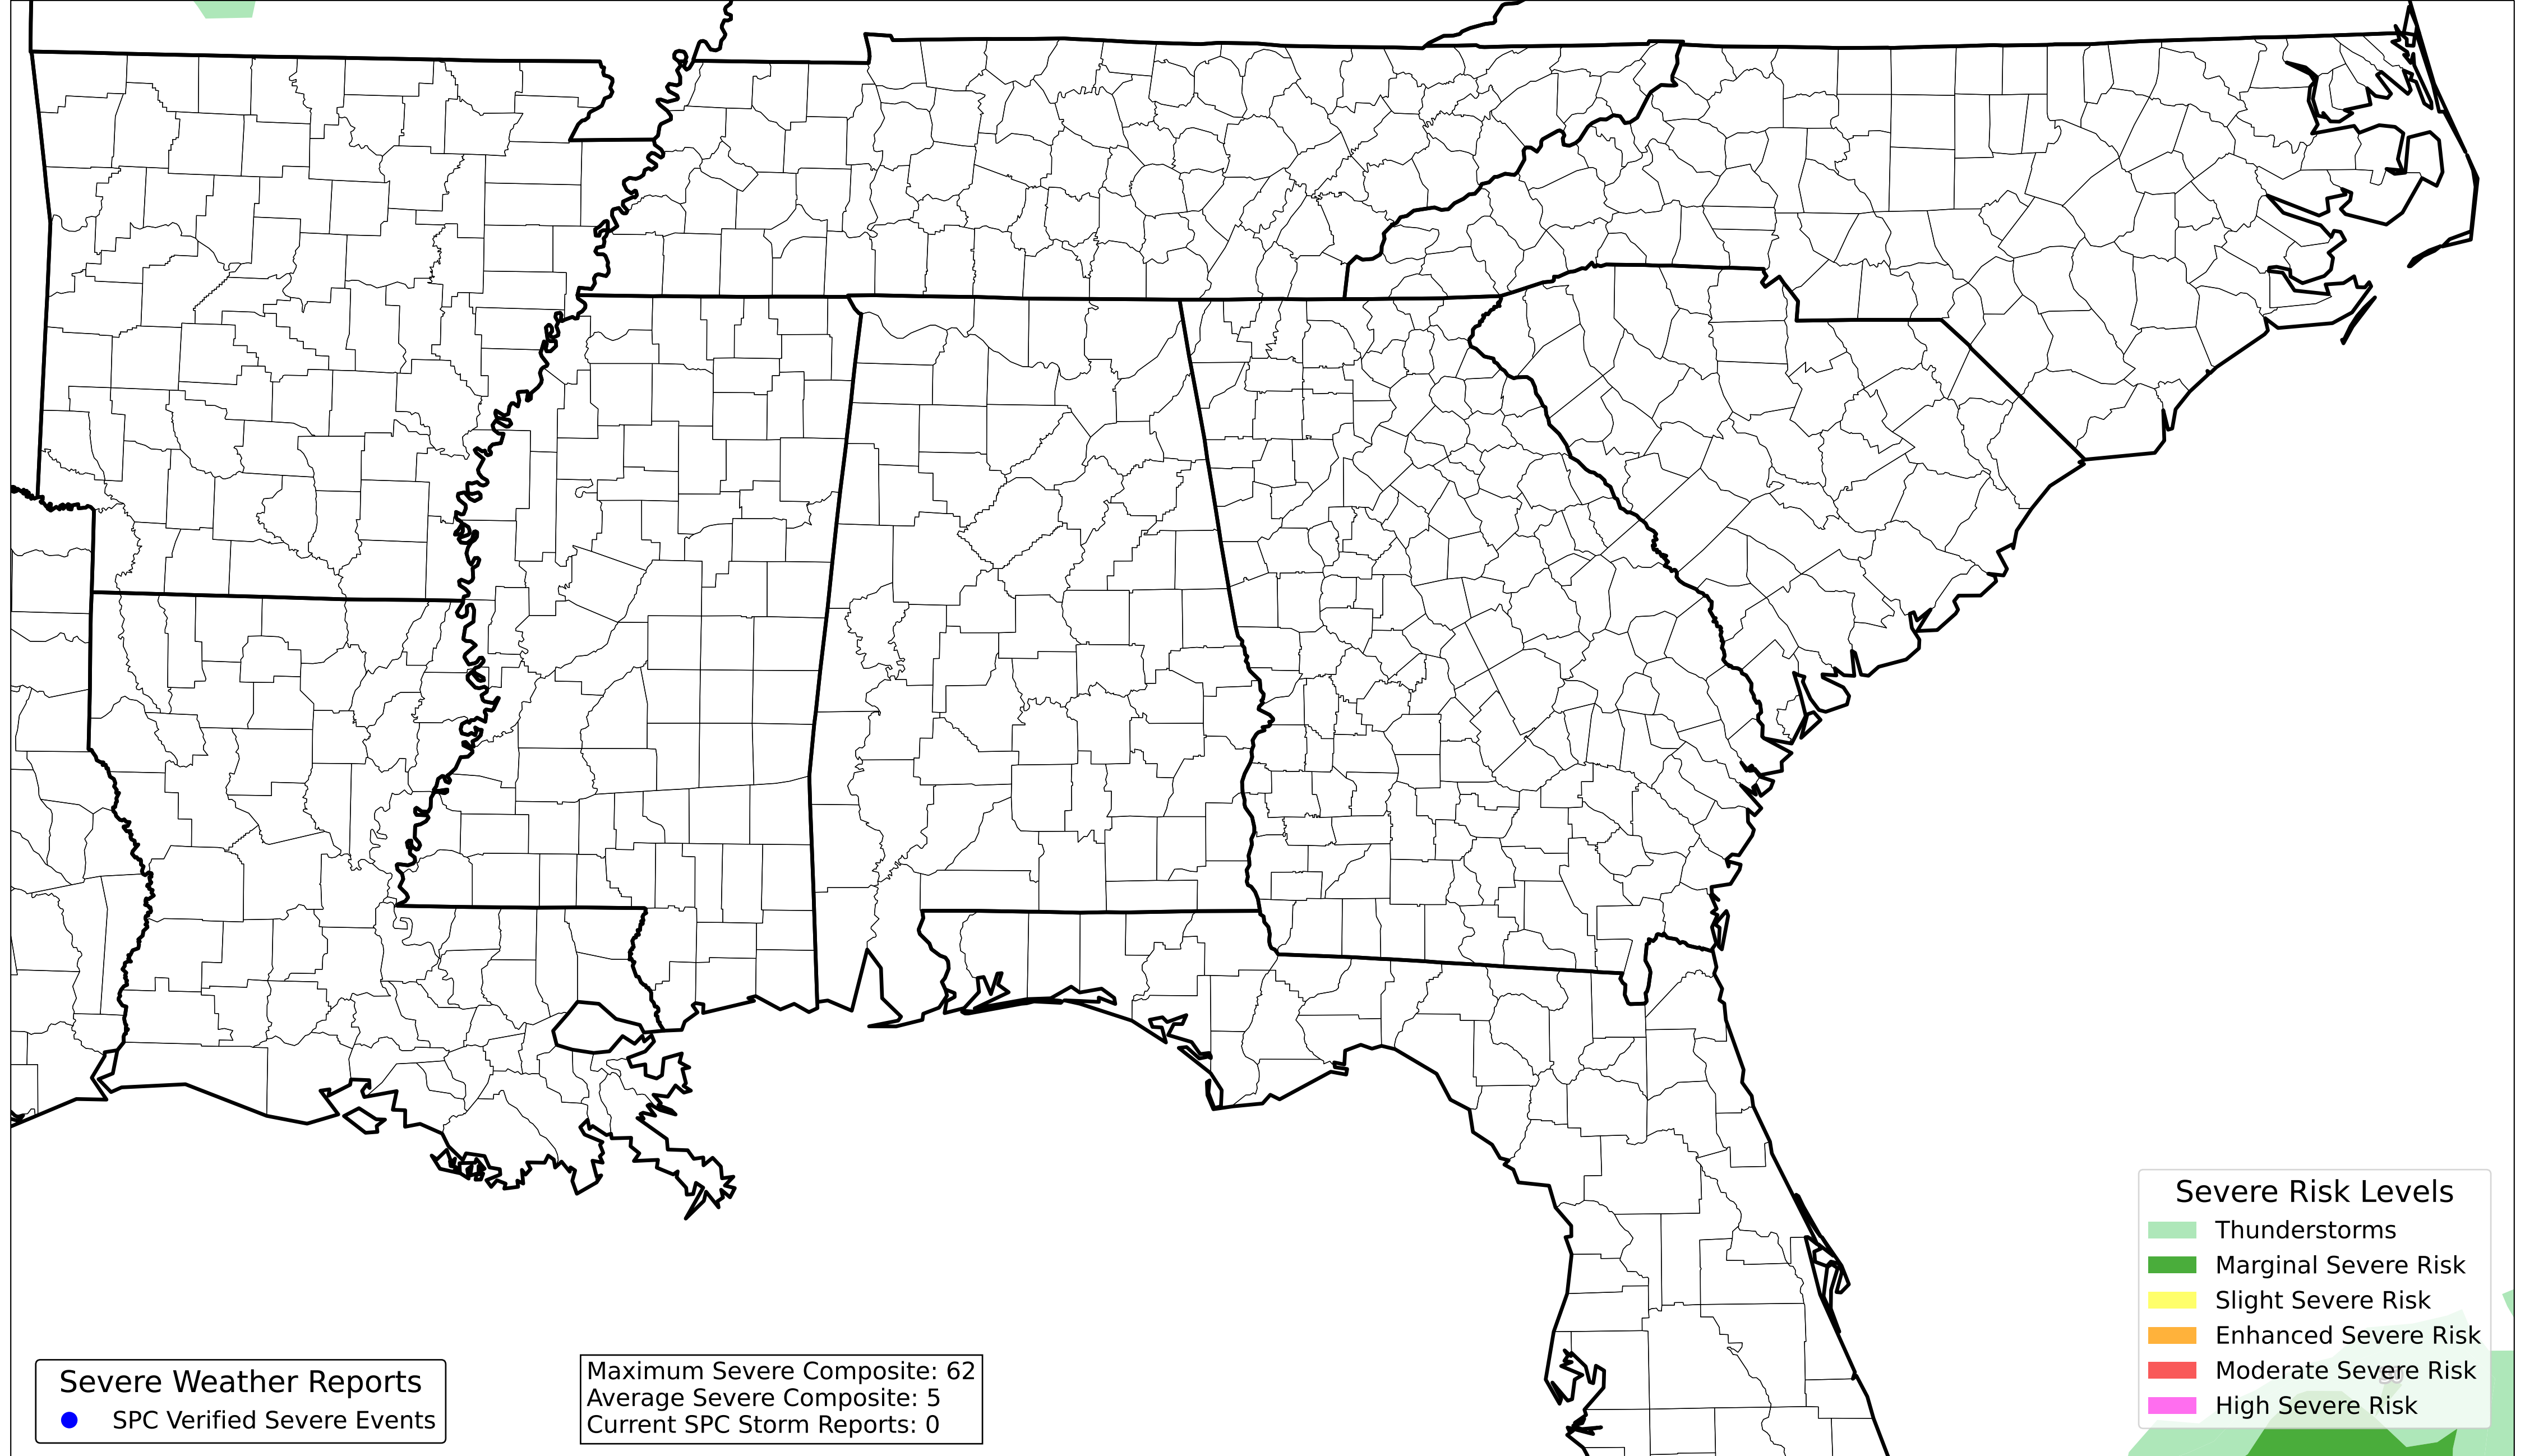 Severe Risk Levels
Thunderstorms
Marginal Severe Risk
Slight Severe Risk
Enhanced Severe Risk
Moderate Severe Risk
High Severe Risk
Severe Weather Reports
SPC Verified Severe Events
Maximum Severe Composite: 62
Average Severe Composite: 5
Current SPC Storm Reports: 0